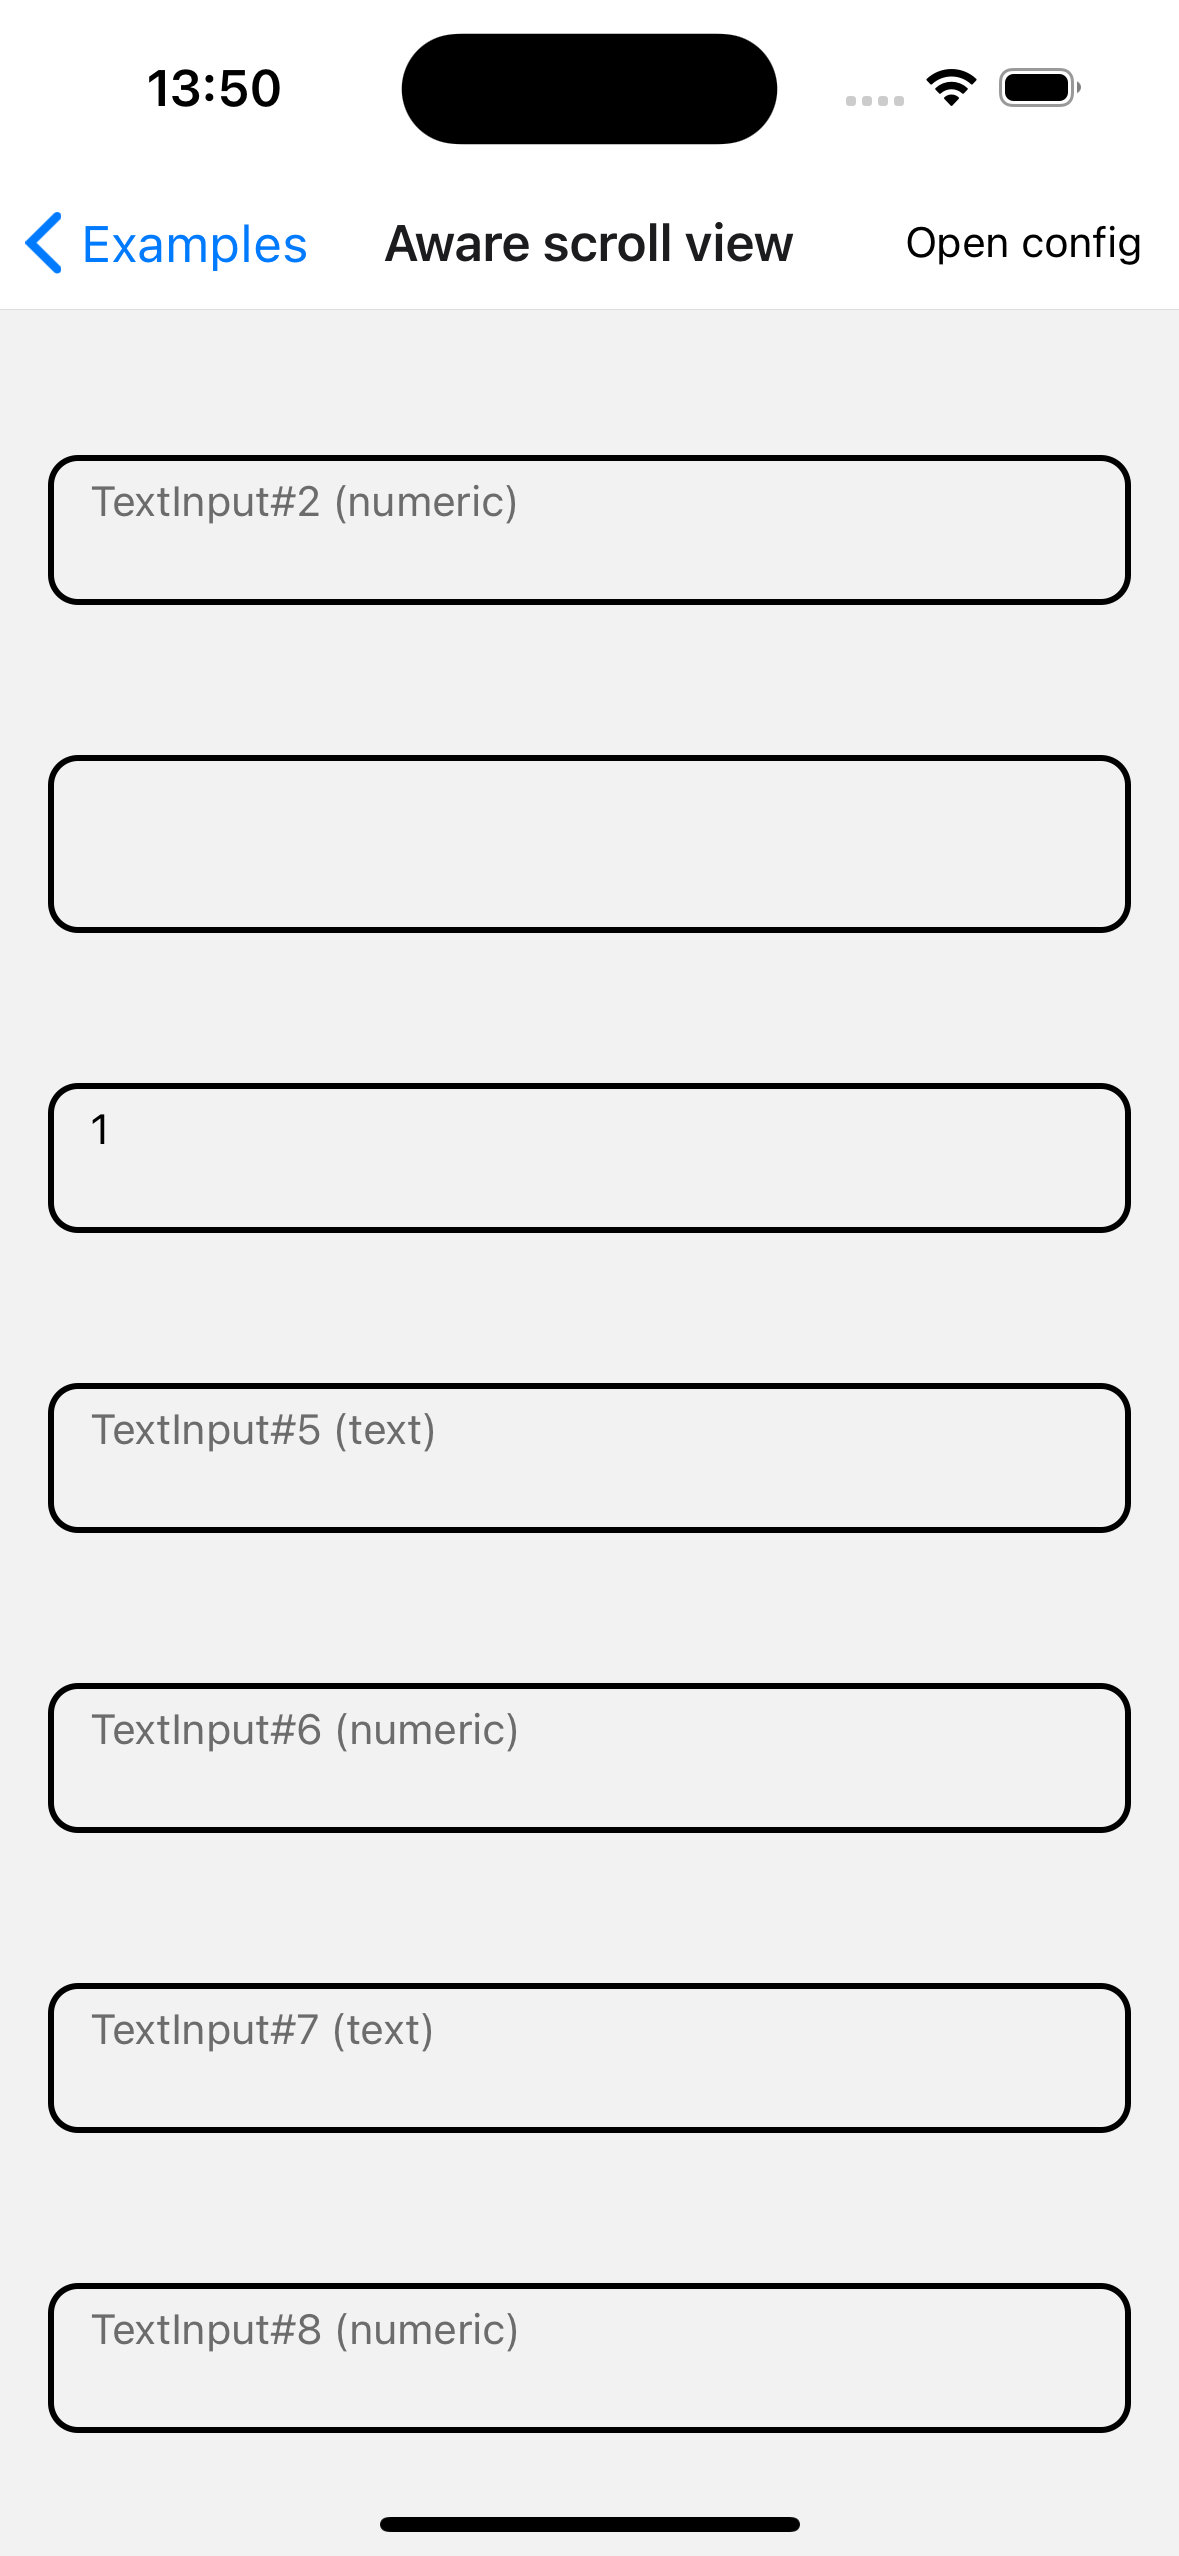 13:50
Examples
Aware scroll view
Open config
TextInput#2 (numeric)
1
TextInput#5 (text)
TextInput#6 (numeric)
TextInput#7 (text)
TextInput#8 (numeric)